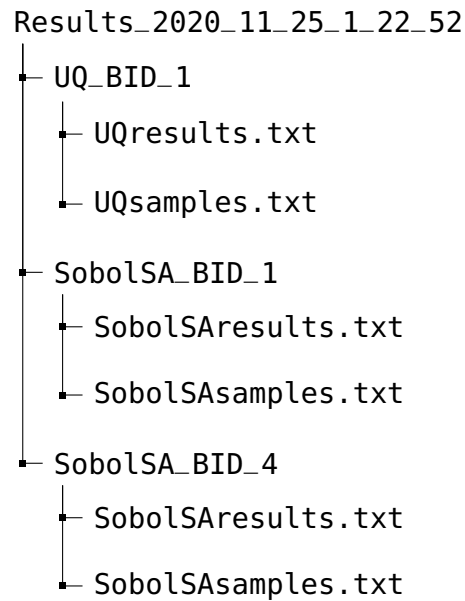 Results_2020_11_25_1_22_52
UQ_BID_1
UQresults.txt
UQsamples.txt
SobolSA_BID_1
SobolSAresults.txt
SobolSAsamples.txt
SobolSA_BID_4
SobolSAresults.txt
SobolSAsamples.txt